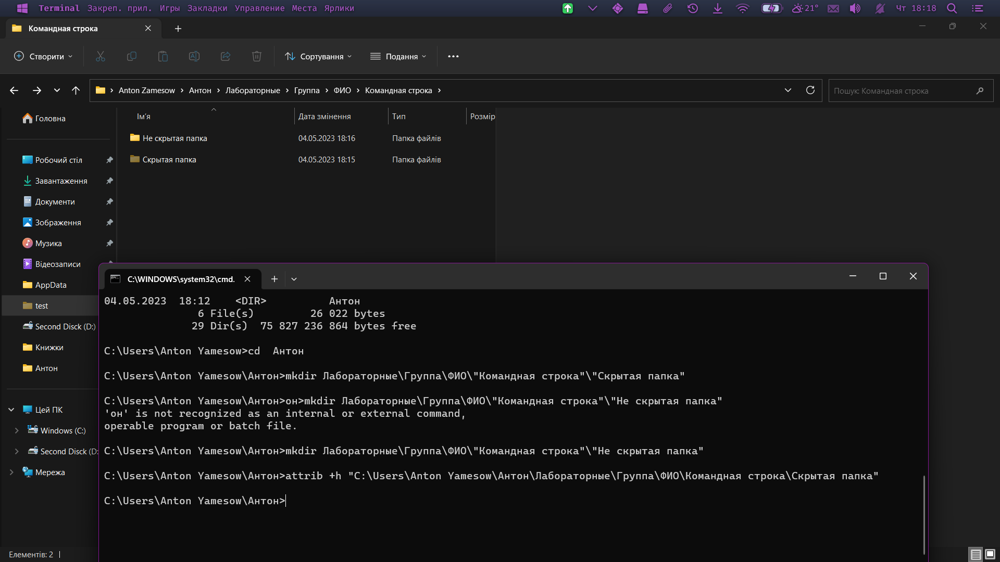 Terminal Закреп. прил. Игры Закладки Управление Места Ярлики
21° Чт 18:18
Командная строка
Створити
Сортування
Подання
Anton Zamesow › Антон › Лабораторные › Группа › ФИО › Командная строка ›
Пошук: Командная строка
Головна
Робочий стіл
Завантаження
Документи
Зображення
Музика
Відеозаписи
AppData
test
Second Disck (D:)
Книжки
Антон
Цей ПК
Windows (C:)
Second Disck (D:
Мережа
Ім’я Дата змінення Тип Розмір
Не скрытая папка 04.05.2023 18:16 Папка файлів
Скрытая папка 04.05.2023 18:15 Папка файлів
C:\WINDOWS\system32\cmd.
04.05.2023 18:12 <DIR> Антон
6 File(s) 26 022 bytes
29 Dir(s) 75 827 236 864 bytes free
C:\Users\Anton Yamesow>cd Антон
C:\Users\Anton Yamesow\Антон>mkdir Лабораторные\Группа\ФИО\"Командная строка"\"Скрытая папка"
C:\Users\Anton Yamesow\Антон>он>mkdir Лабораторные\Группа\ФИО\"Командная строка"\"Не скрытая папка"
'он' is not recognized as an internal or external command,
operable program or batch file.
C:\Users\Anton Yamesow\Антон>mkdir Лабораторные\Группа\ФИО\"Командная строка"\"Не скрытая папка"
C:\Users\Anton Yamesow\Антон>attrib +h "C:\Users\Anton Yamesow\Антон\Лабораторные\Группа\ФИО\Командная строка\Скрытая папка"
C:\Users\Anton Yamesow\Антон>
Елементів: 2